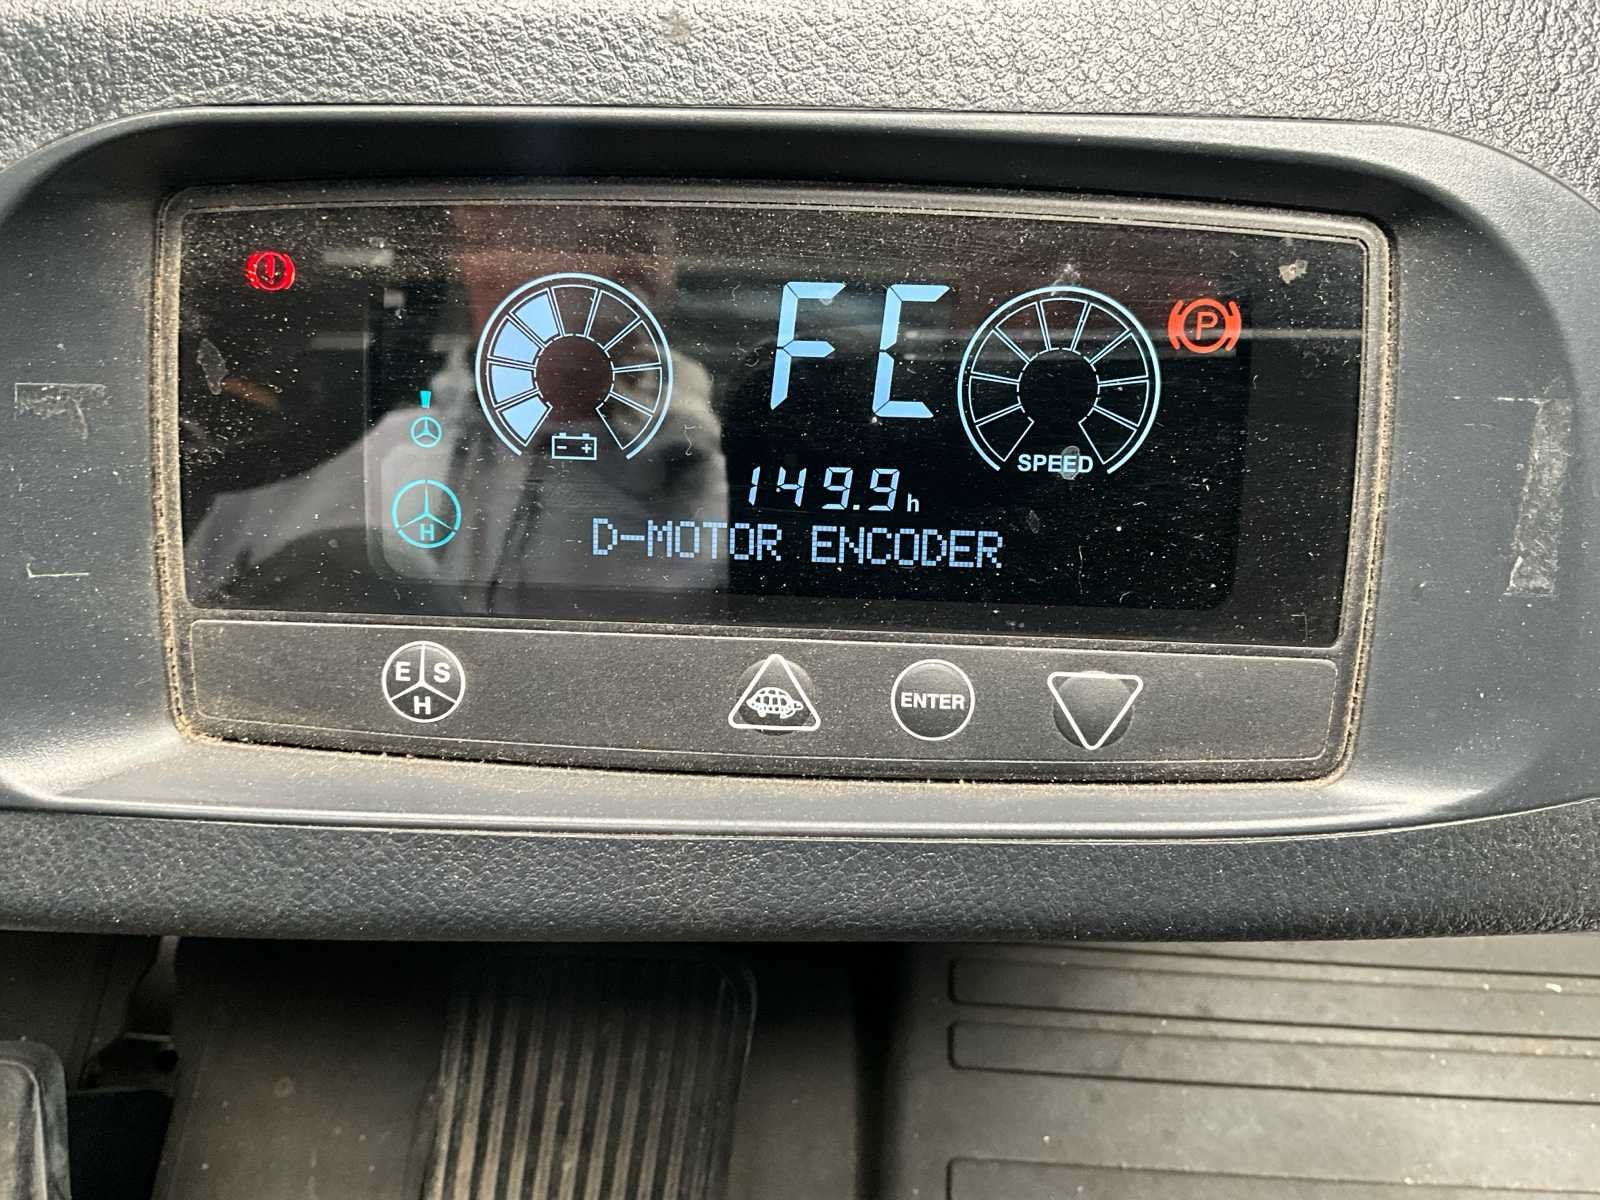 FC
P
SPEED
149.9h
H
D-MOTOR ENCODER
E S
H
ENTER